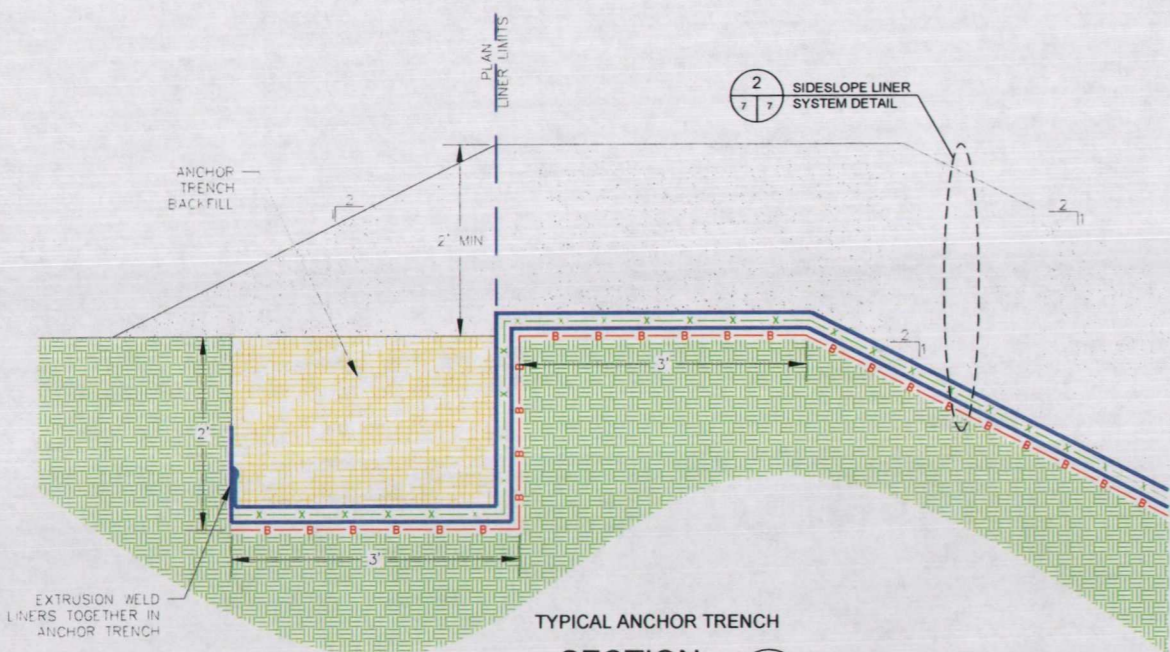 PLAN
LINER LIMITS
2
7 7
SIDESLOPE LINER
SYSTEM DETAIL
ANCHOR
TRENCH
BACKFILL
2
2' MIN
2
1
X X X X X X
B B B B B B
2
1
3'
2'
X X X X X
B B B B B B
3'
EXTRUSION WELD
LINERS TOGETHER IN
ANCHOR TRENCH
TYPICAL ANCHOR TRENCH
SECTION